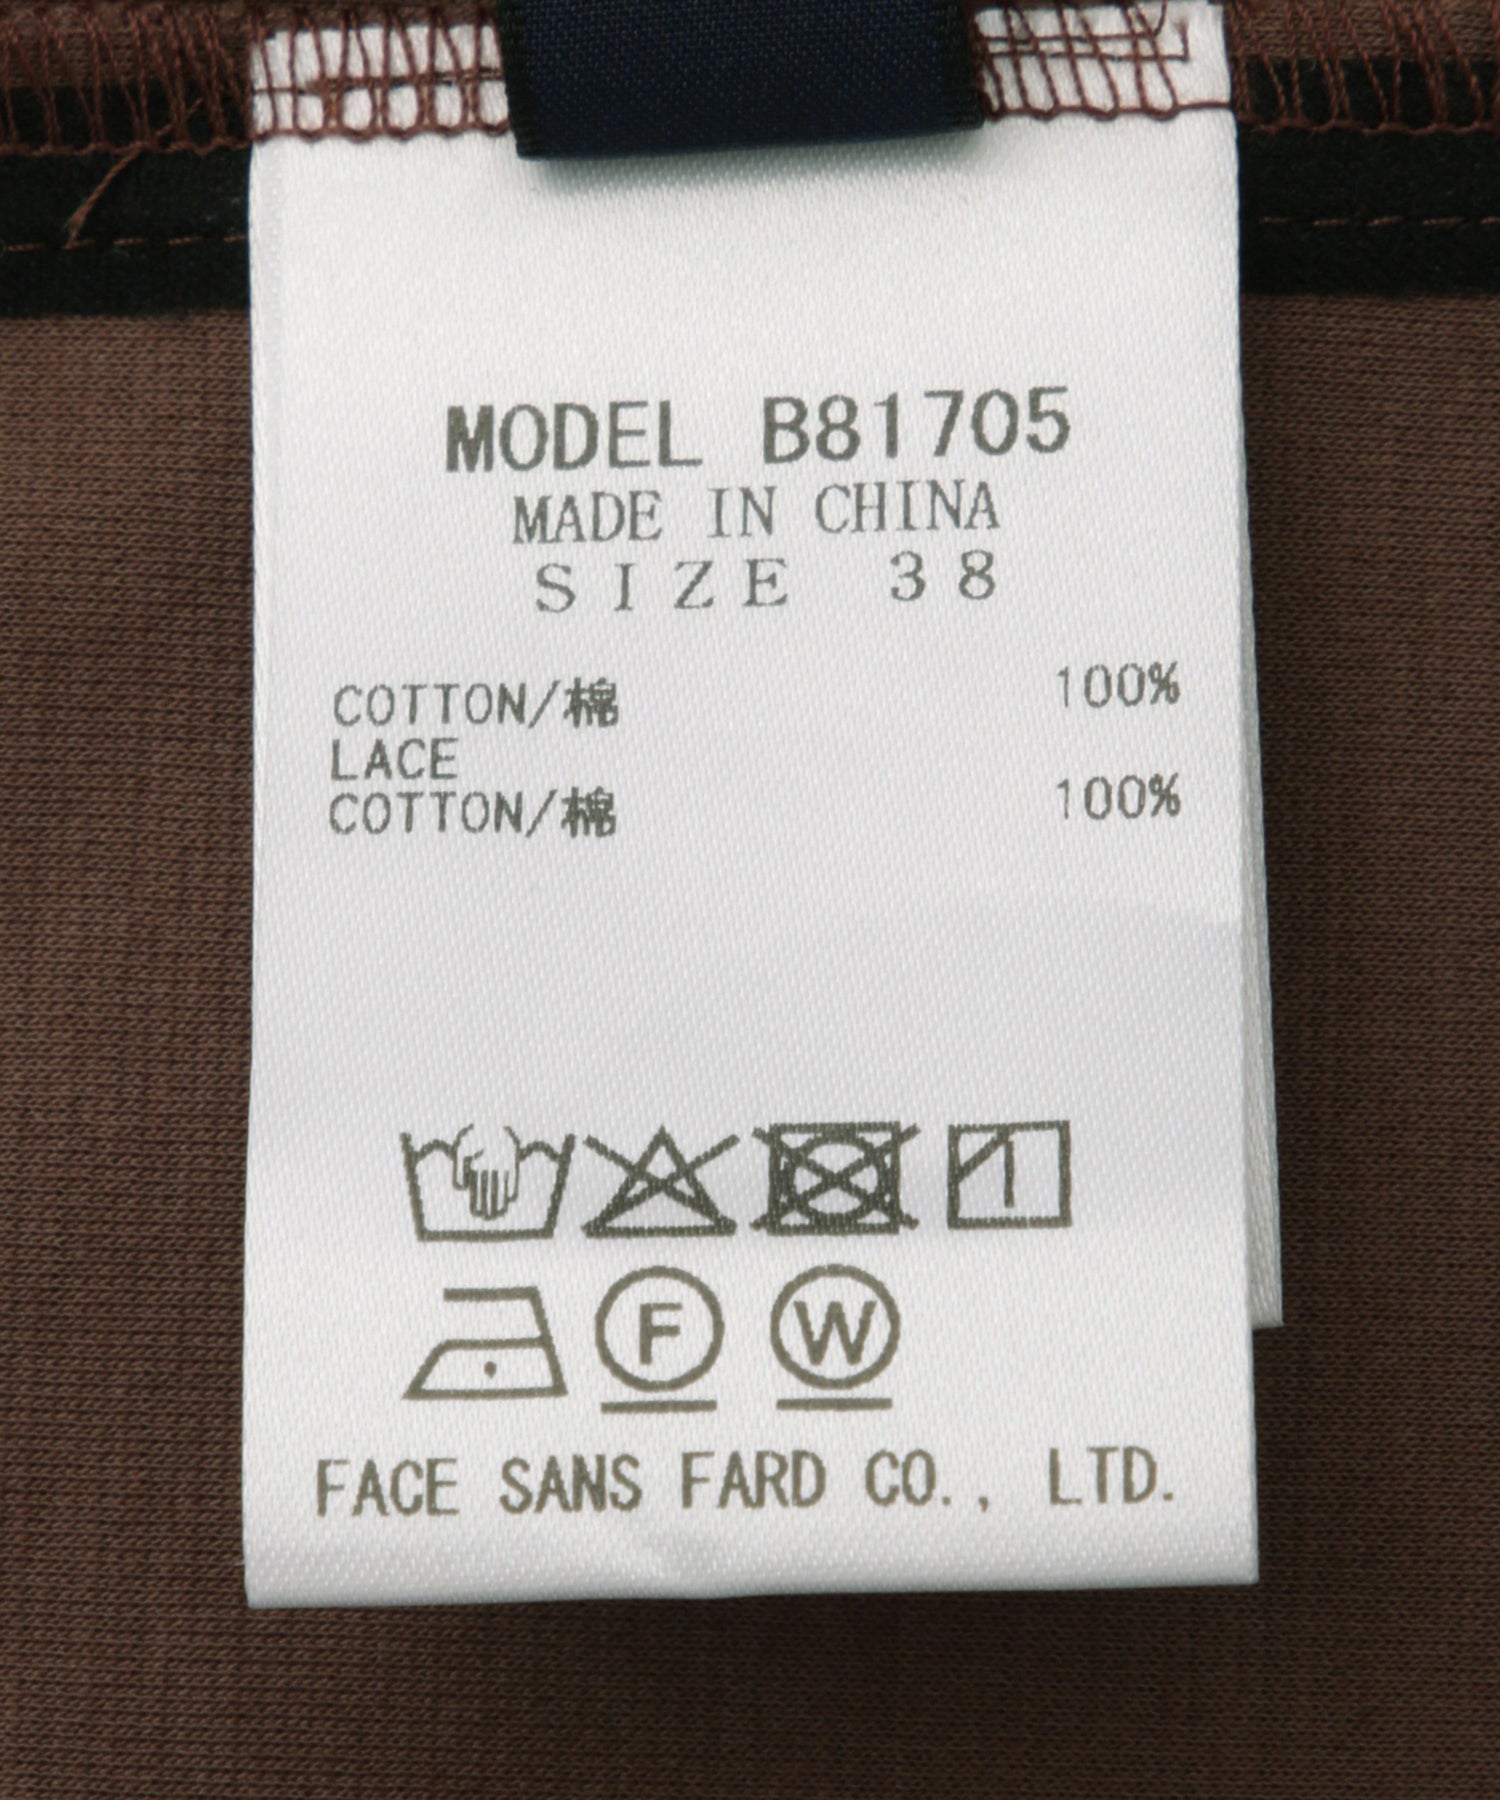 MODEL B81705
MADE IN CHINA
SIZE 38
COTTON/棉 100%
LACE
COTTON/棉 100%
F W
FACE SANS FARD CO., LTD.